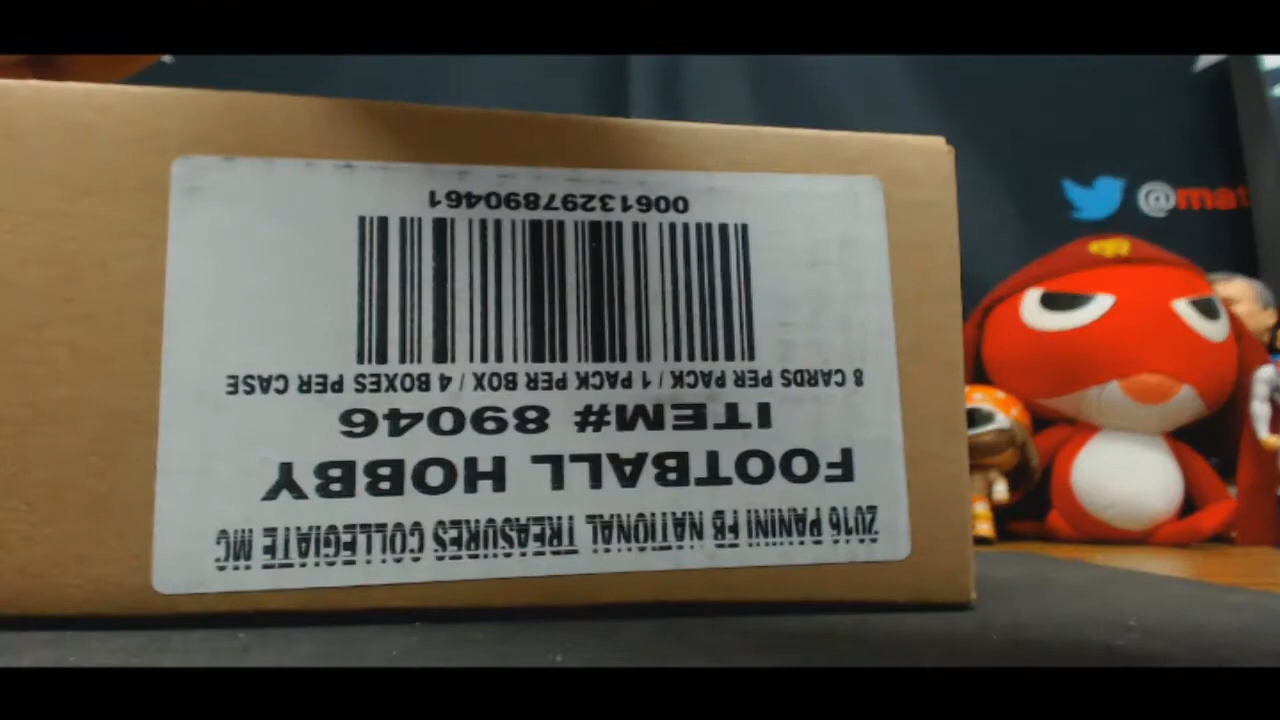 2016 PANINI FB NATIONAL TREASURES COLLEGIATE MC
FOOTBALL HOBBY
ITEM# 89046
8 CARDS PER PACK / 1 PACK PER BOX / 4 BOXES PER CASE
00613297890461